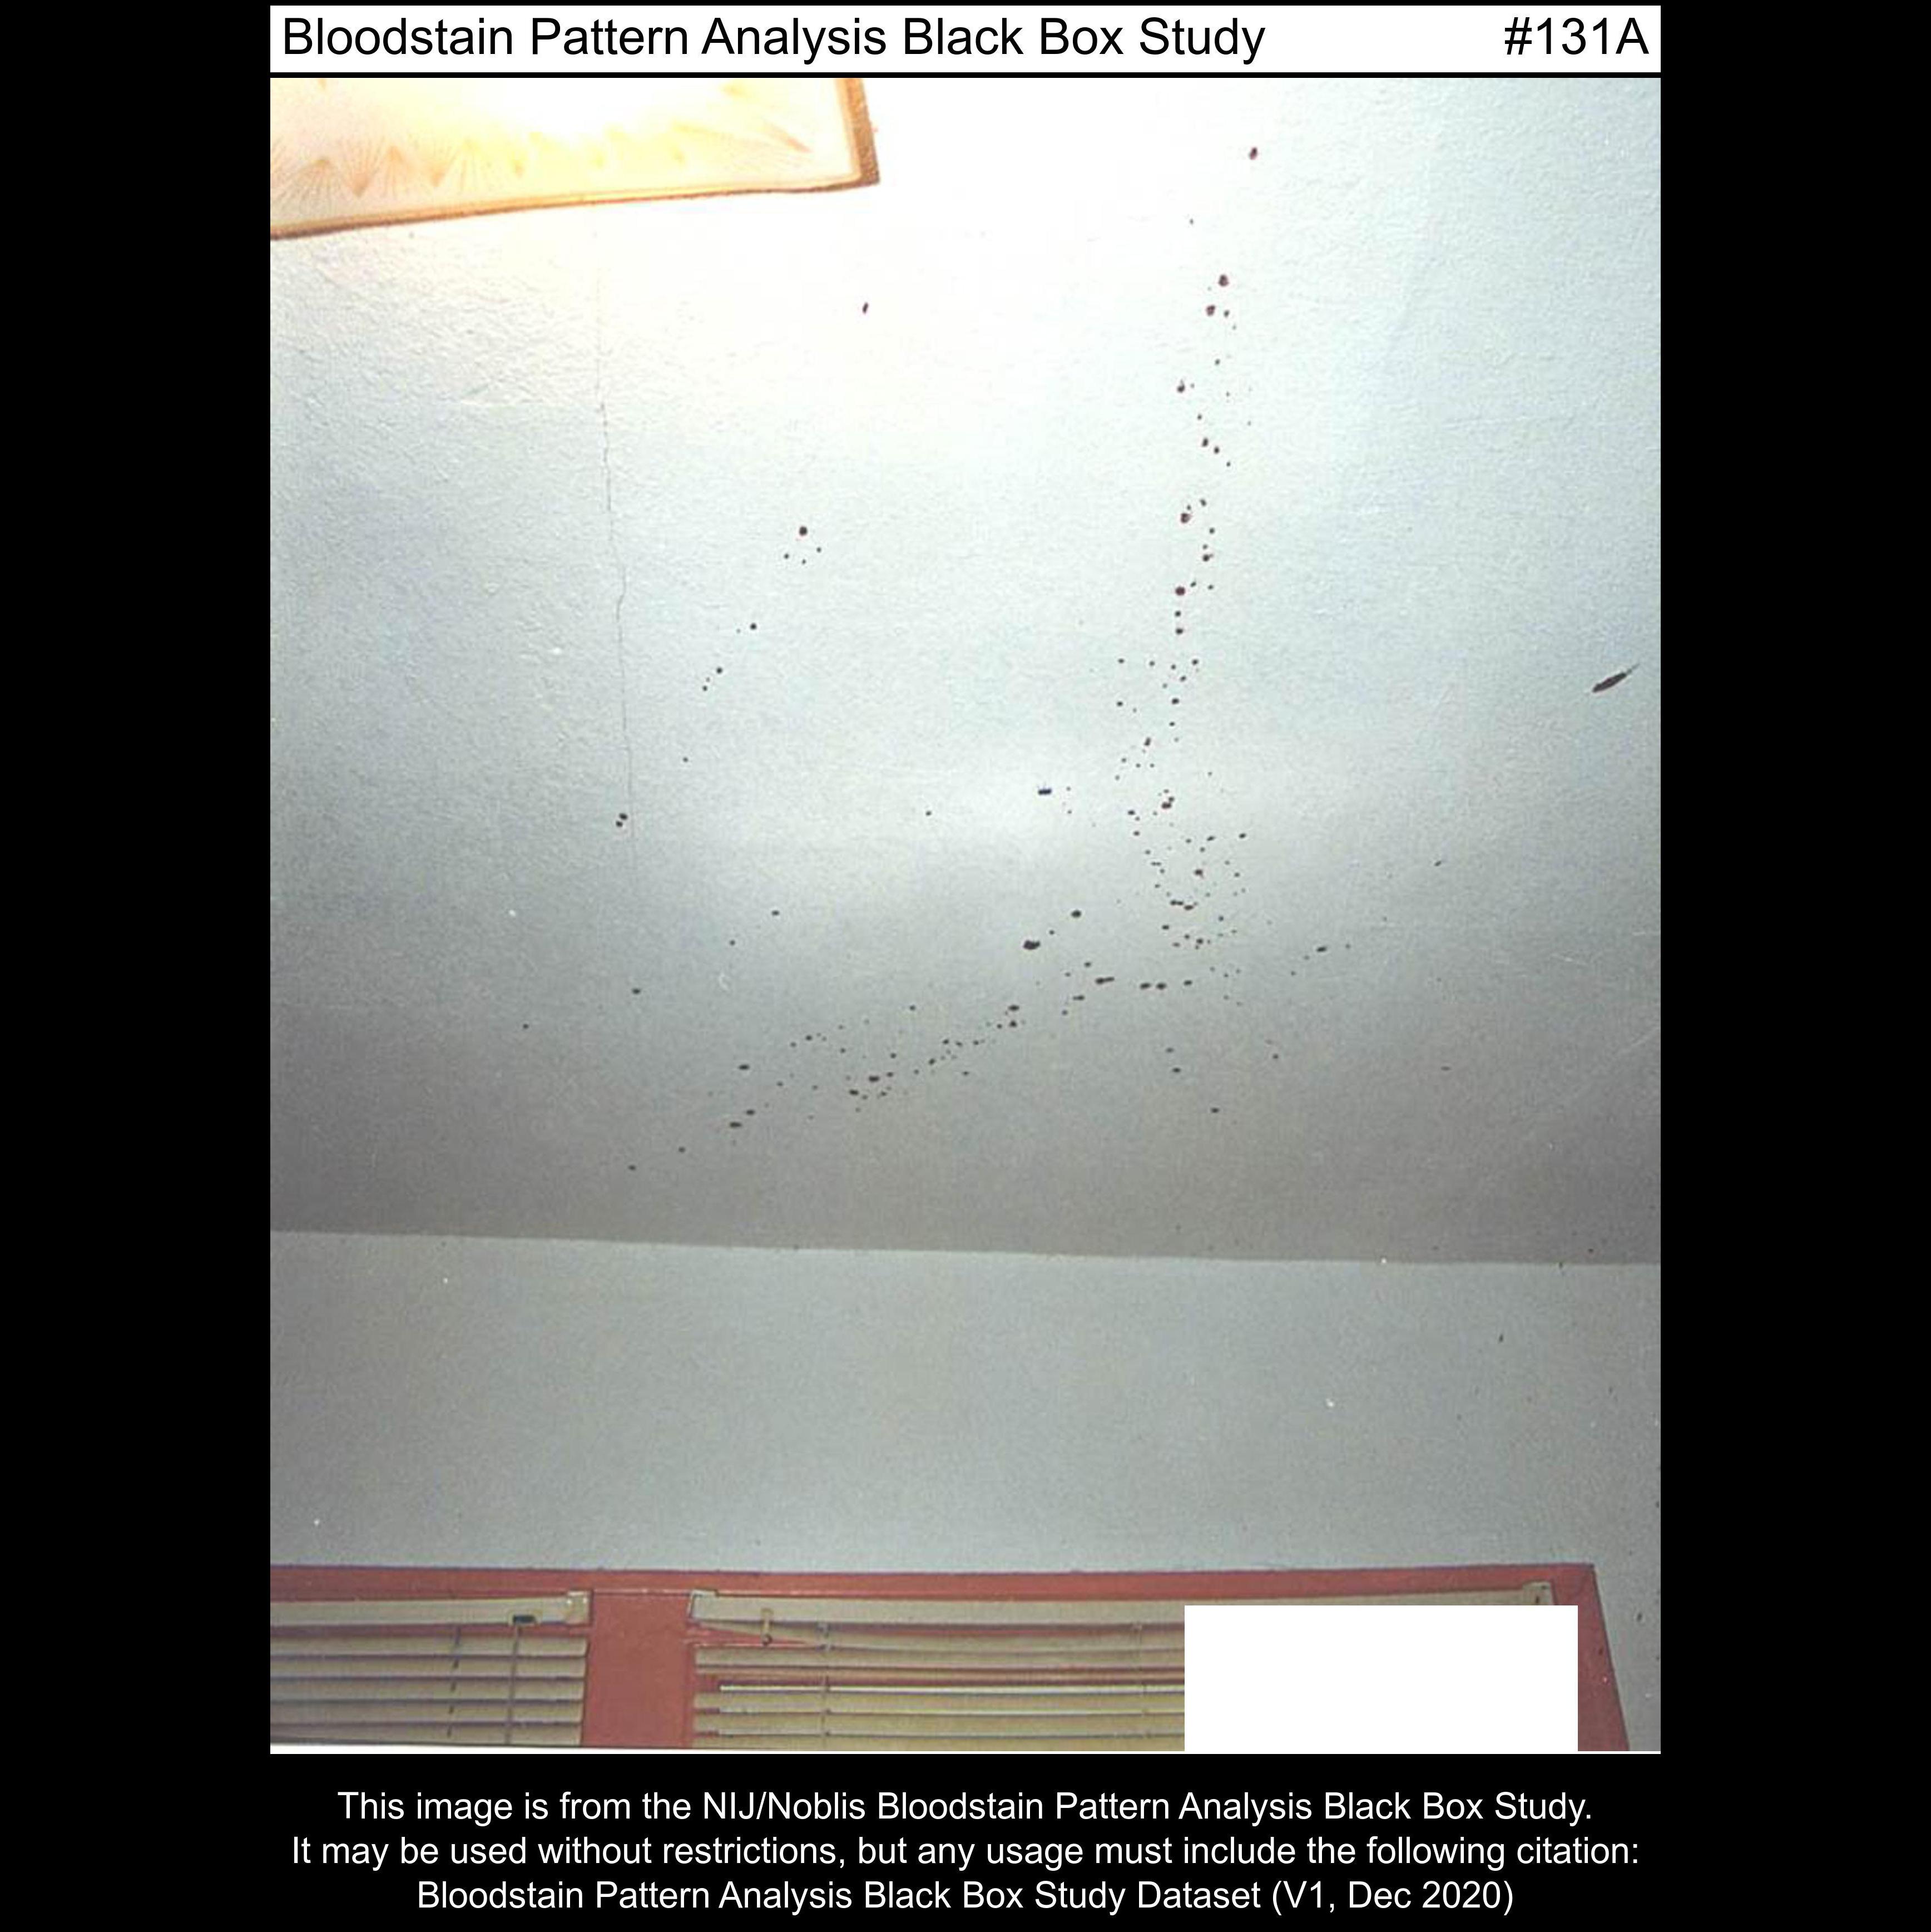 Bloodstain Pattern Analysis Black Box Study #131A
This image is from the NIJ/Noblis Bloodstain Pattern Analysis Black Box Study.
It may be used without restrictions, but any usage must include the following citation:
Bloodstain Pattern Analysis Black Box Study Dataset (V1, Dec 2020)